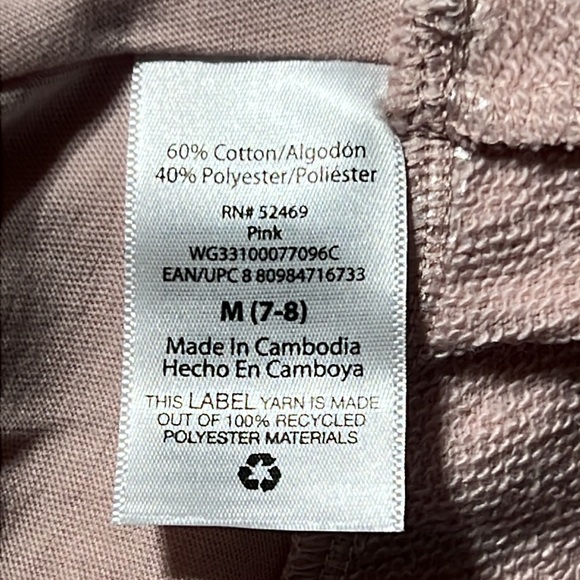 60% Cotton/Algodón
40% Polyester/Poliéster
RN# 52469
Pink
WG33100077096C
EAN/UPC 8 80984716733
M (7-8)
Made In Cambodia
Hecho En Camboya
THIS LABEL YARN IS MADE
OUT OF 100% RECYCLED
POLYESTER MATERIALS